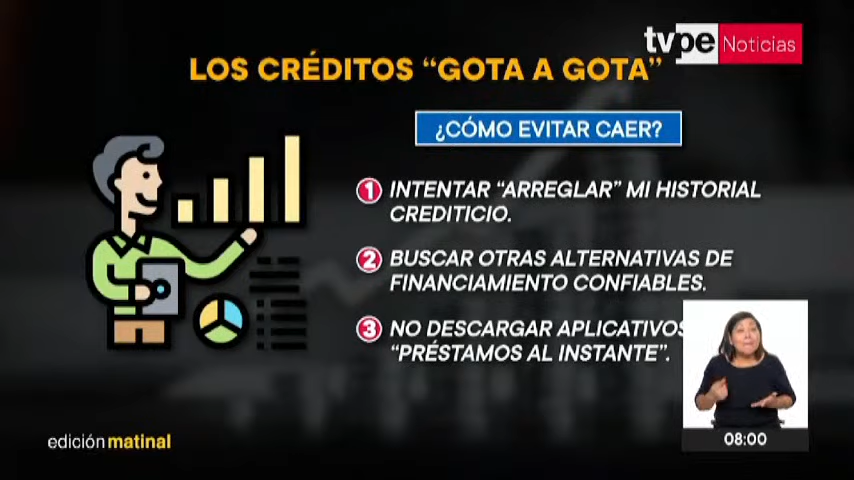 tvpe Noticias
LOS CRÉDITOS “GOTA A GOTA”
¿CÓMO EVITAR CAER?
1 INTENTAR “ARREGLAR” MI HISTORIAL
CREDITICIO.
2 BUSCAR OTRAS ALTERNATIVAS DE
FINANCIAMIENTO CONFIABLES.
3 NO DESCARGAR APLICATIVOS
“PRÉSTAMOS AL INSTANTE”.
edición matinal
08:00